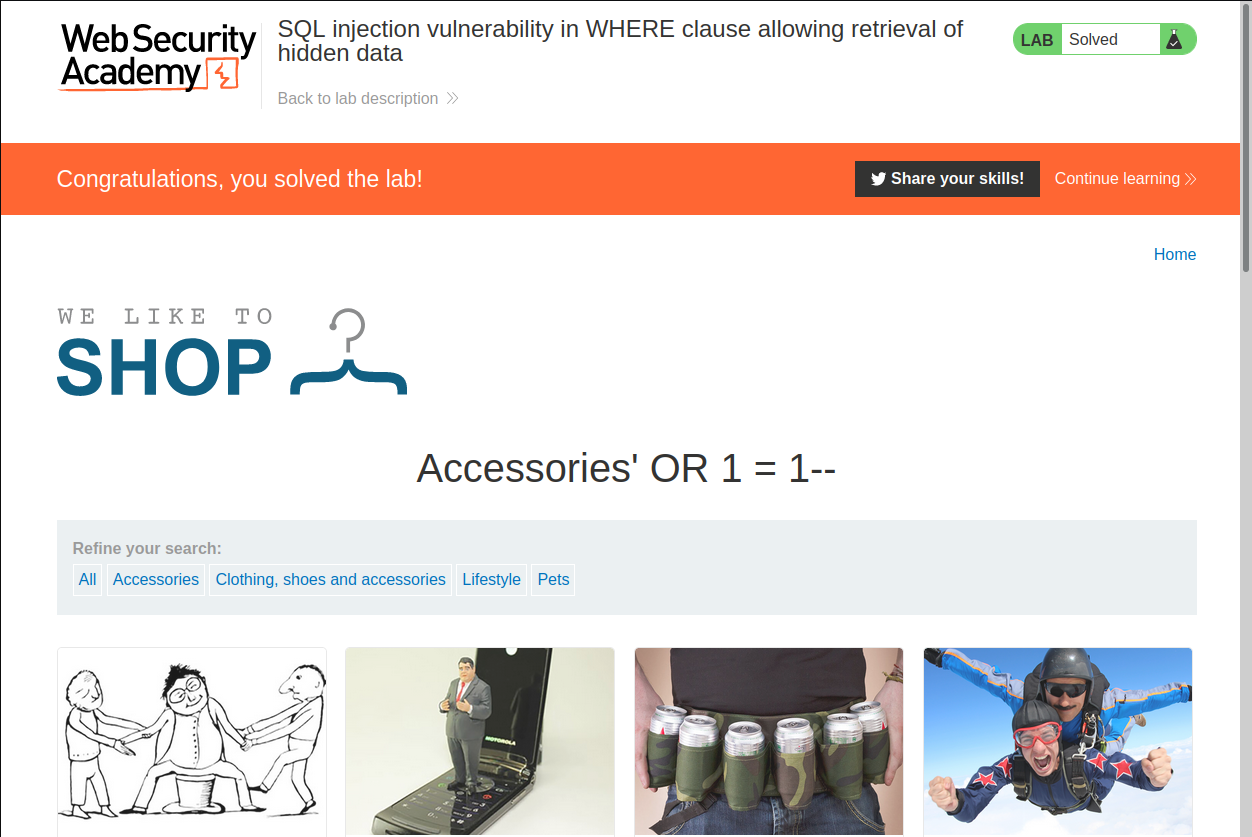 Web Security
Academy
SQL injection vulnerability in WHERE clause allowing retrieval of
hidden data
Back to lab description
LAB Solved
Congratulations, you solved the lab!
Share your skills! Continue learning
Home
WE LIKE TO
SHOP
Accessories' OR 1 = 1--
Refine your search:
All Accessories Clothing, shoes and accessories Lifestyle Pets
MOTOROLA